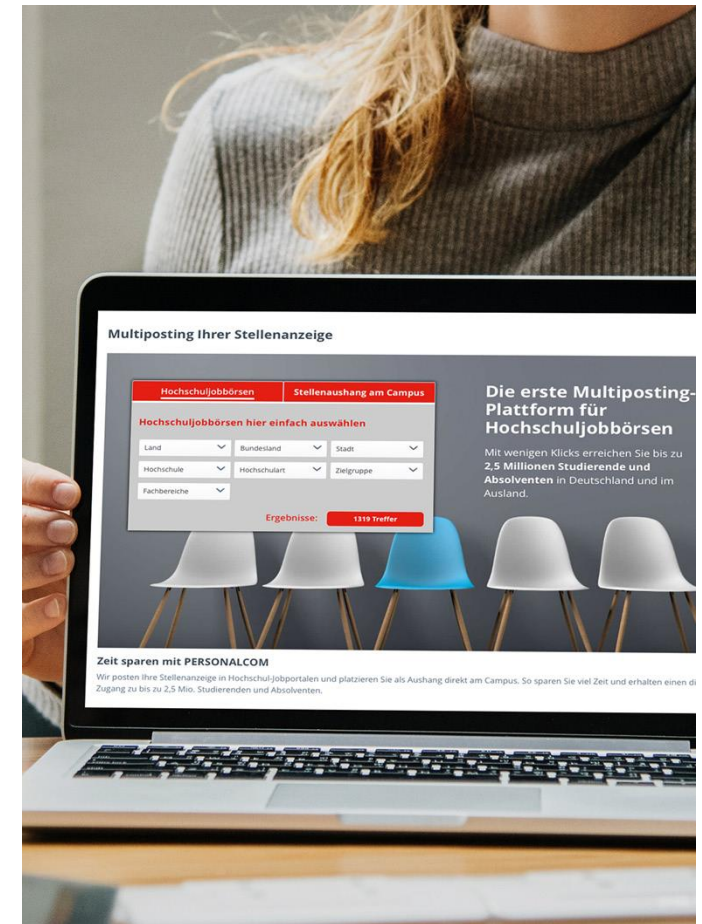 Multiposting Ihrer Stellenanzeige
Hochschuljobbörsen
Stellenaushang am Campus
Hochschuljobbörsen hier einfach auswählen
Land
Bundesland
Stadt
Hochschule
Hochschulart
Zielgruppe
Fachbereiche
Ergebnisse:
1319 Treffer
Die erste Multiposting-
Plattform für
Hochschuljobbörsen
Mit wenigen Klicks erreichen Sie bis zu
2,5 Millionen Studierende und
Absolventen in Deutschland und im
Ausland.
Zeit sparen mit PERSONALCOM
Wir posten Ihre Stellenanzeige in Hochschul-Jobportalen und platzieren Sie als Aushang direkt am Campus. So sparen Sie viel Zeit und erhalten einen di
Zugang zu bis zu 2,5 Mio. Studierenden und Absolventen.